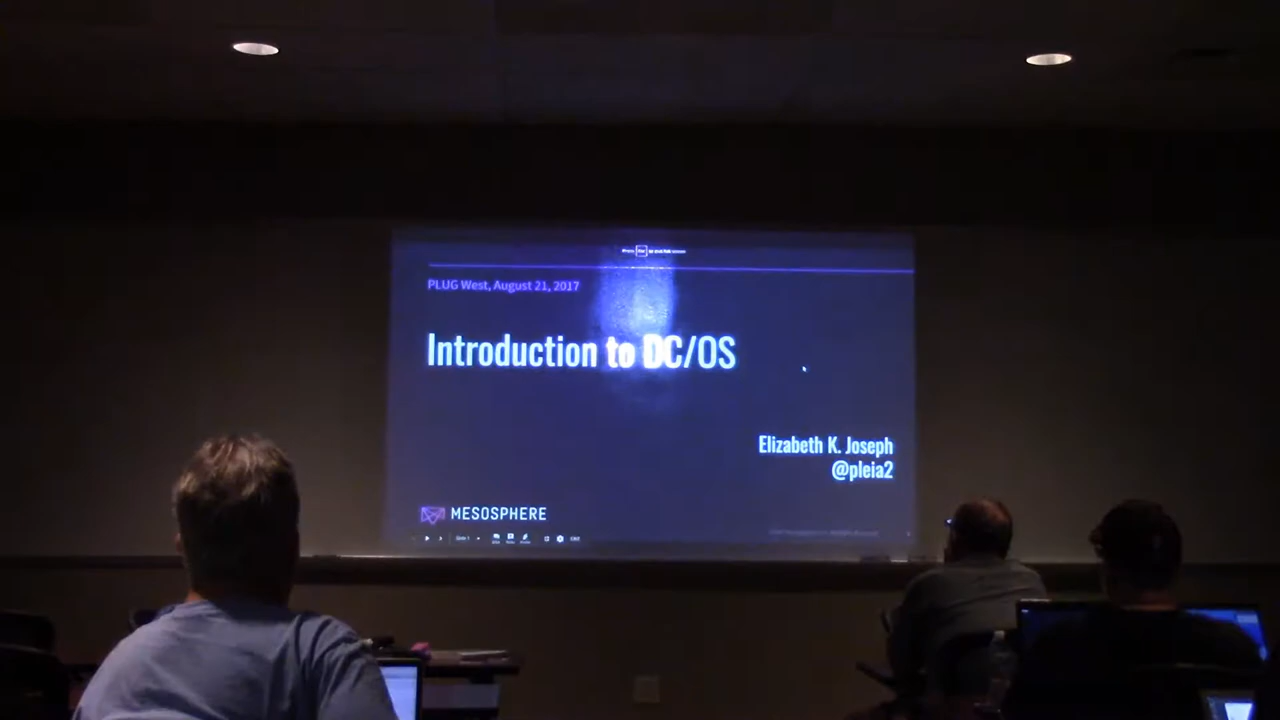 PLUG West, August 21, 2017
Introduction to DC/OS
Elizabeth K. Joseph
@pleia2
MESOSPHERE